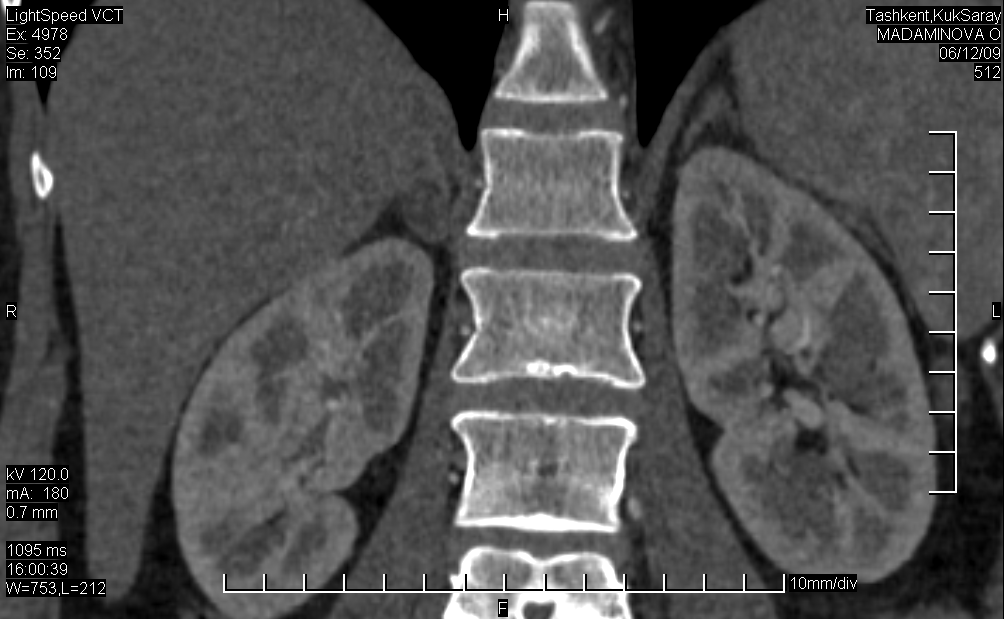 LightSpeed VCT
Ex: 4978
Se: 352
Im: 109
H
Tashkent,KukSaray
MADAMINOVA O
06/12/09
512
R
L
kV 120.0
mA: 180
0.7 mm
1095 ms
16:00:39
W=753,L=212
10mm/div
F